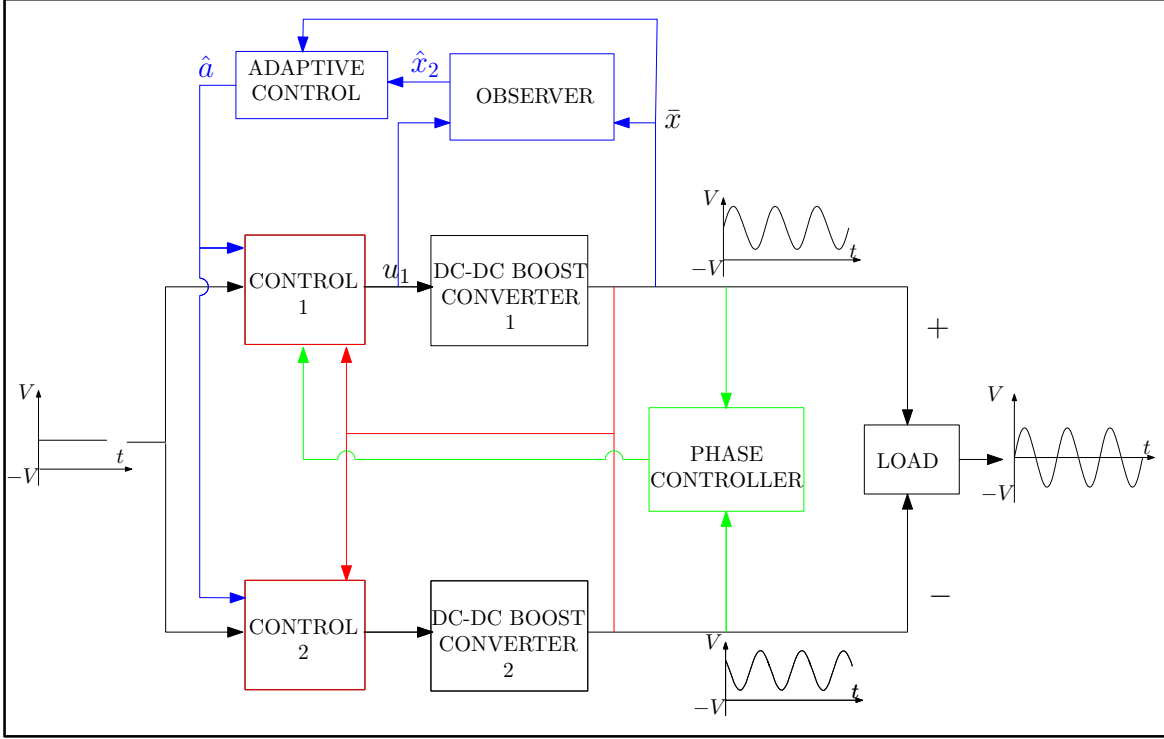 â
ADAPTIVE
CONTROL
x̂₂
OBSERVER
x̄
V
t
−V
CONTROL
1
u₁
DC-DC BOOST
CONVERTER
1
+
V
t
−V
PHASE
CONTROLLER
LOAD
V
t
−V
CONTROL
2
DC-DC BOOST
CONVERTER
2
−
V
t
−V